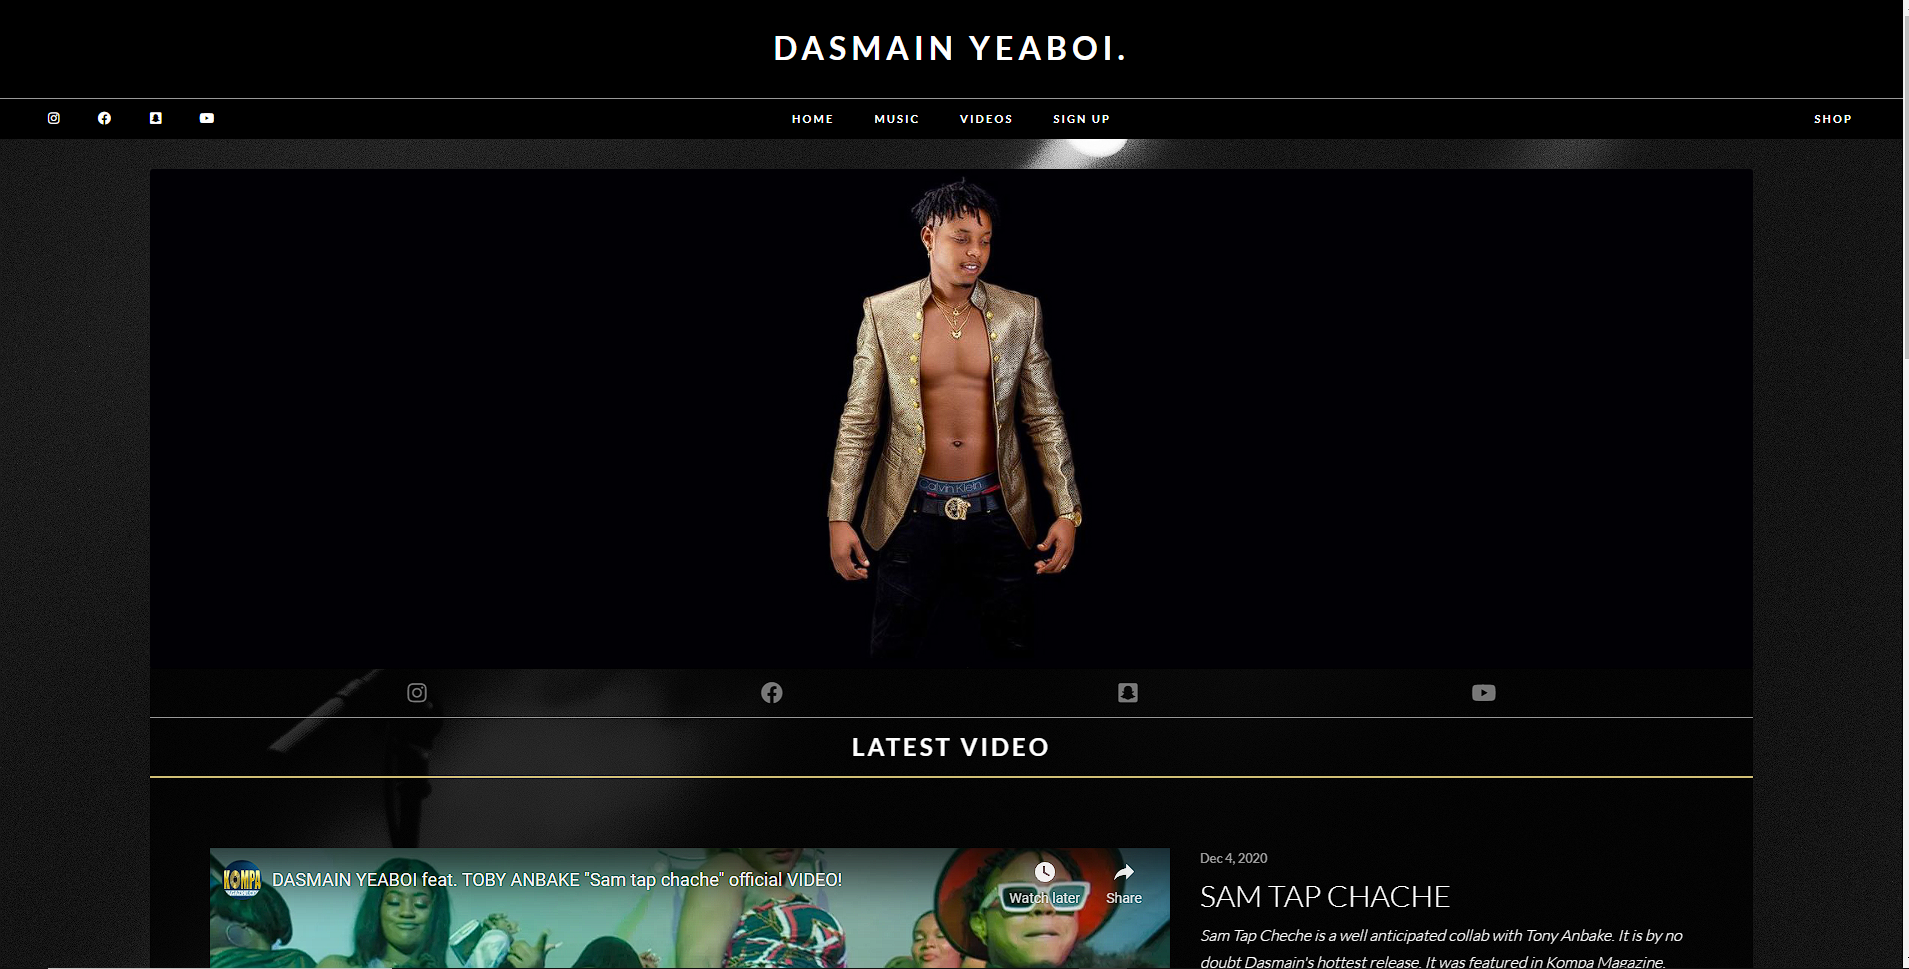 DASMAIN YEABOI.
HOME MUSIC VIDEOS SIGN UP SHOP
Calvin Klein
LATEST VIDEO
KOMPA
DASMAIN YEABOI feat. TOBY ANBAKE "Sam tap chache" official VIDEO!
Watch later
Share
Dec 4, 2020
SAM TAP CHACHE
Sam Tap Cheche is a well anticipated collab with Tony Anbake. It is by no
doubt Dasmain's hottest release. It was featured in Kompa Magazine.